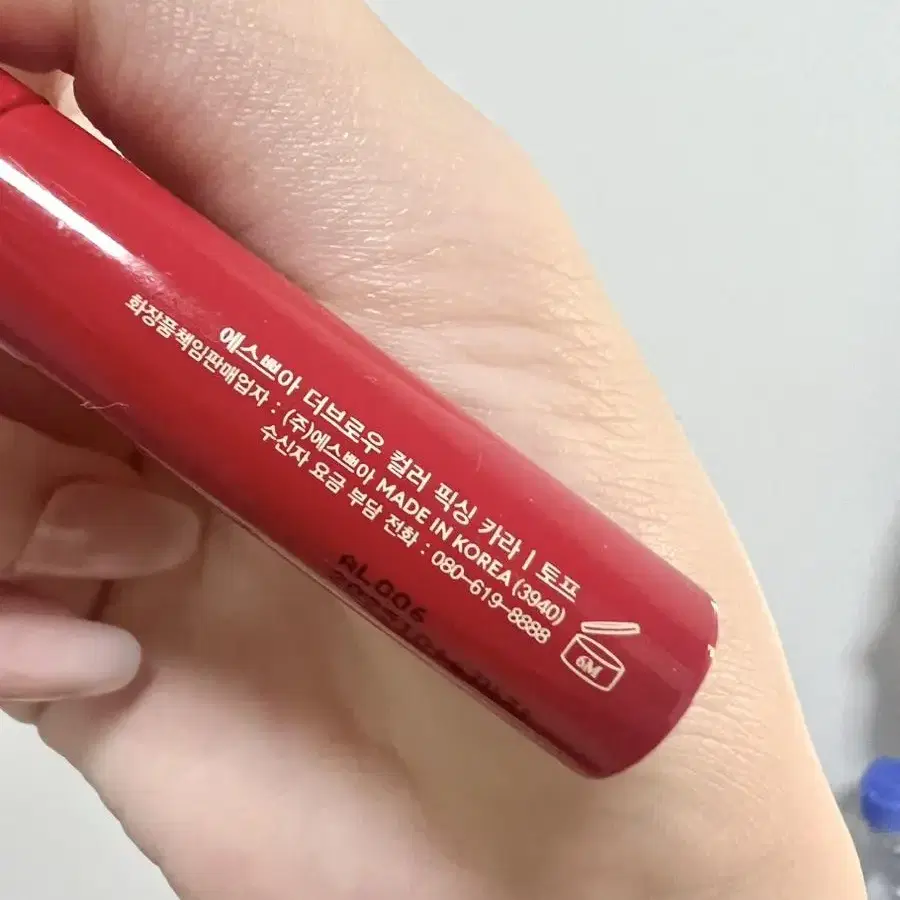 에스쁘아 더브로우 컬러 픽싱 카라 | 토프
화장품책임판매업자 : (주)에스쁘아 MADE IN KOREA (3940)
수신자 요금 부담 전화 : 080-619-8888
6M
AL006